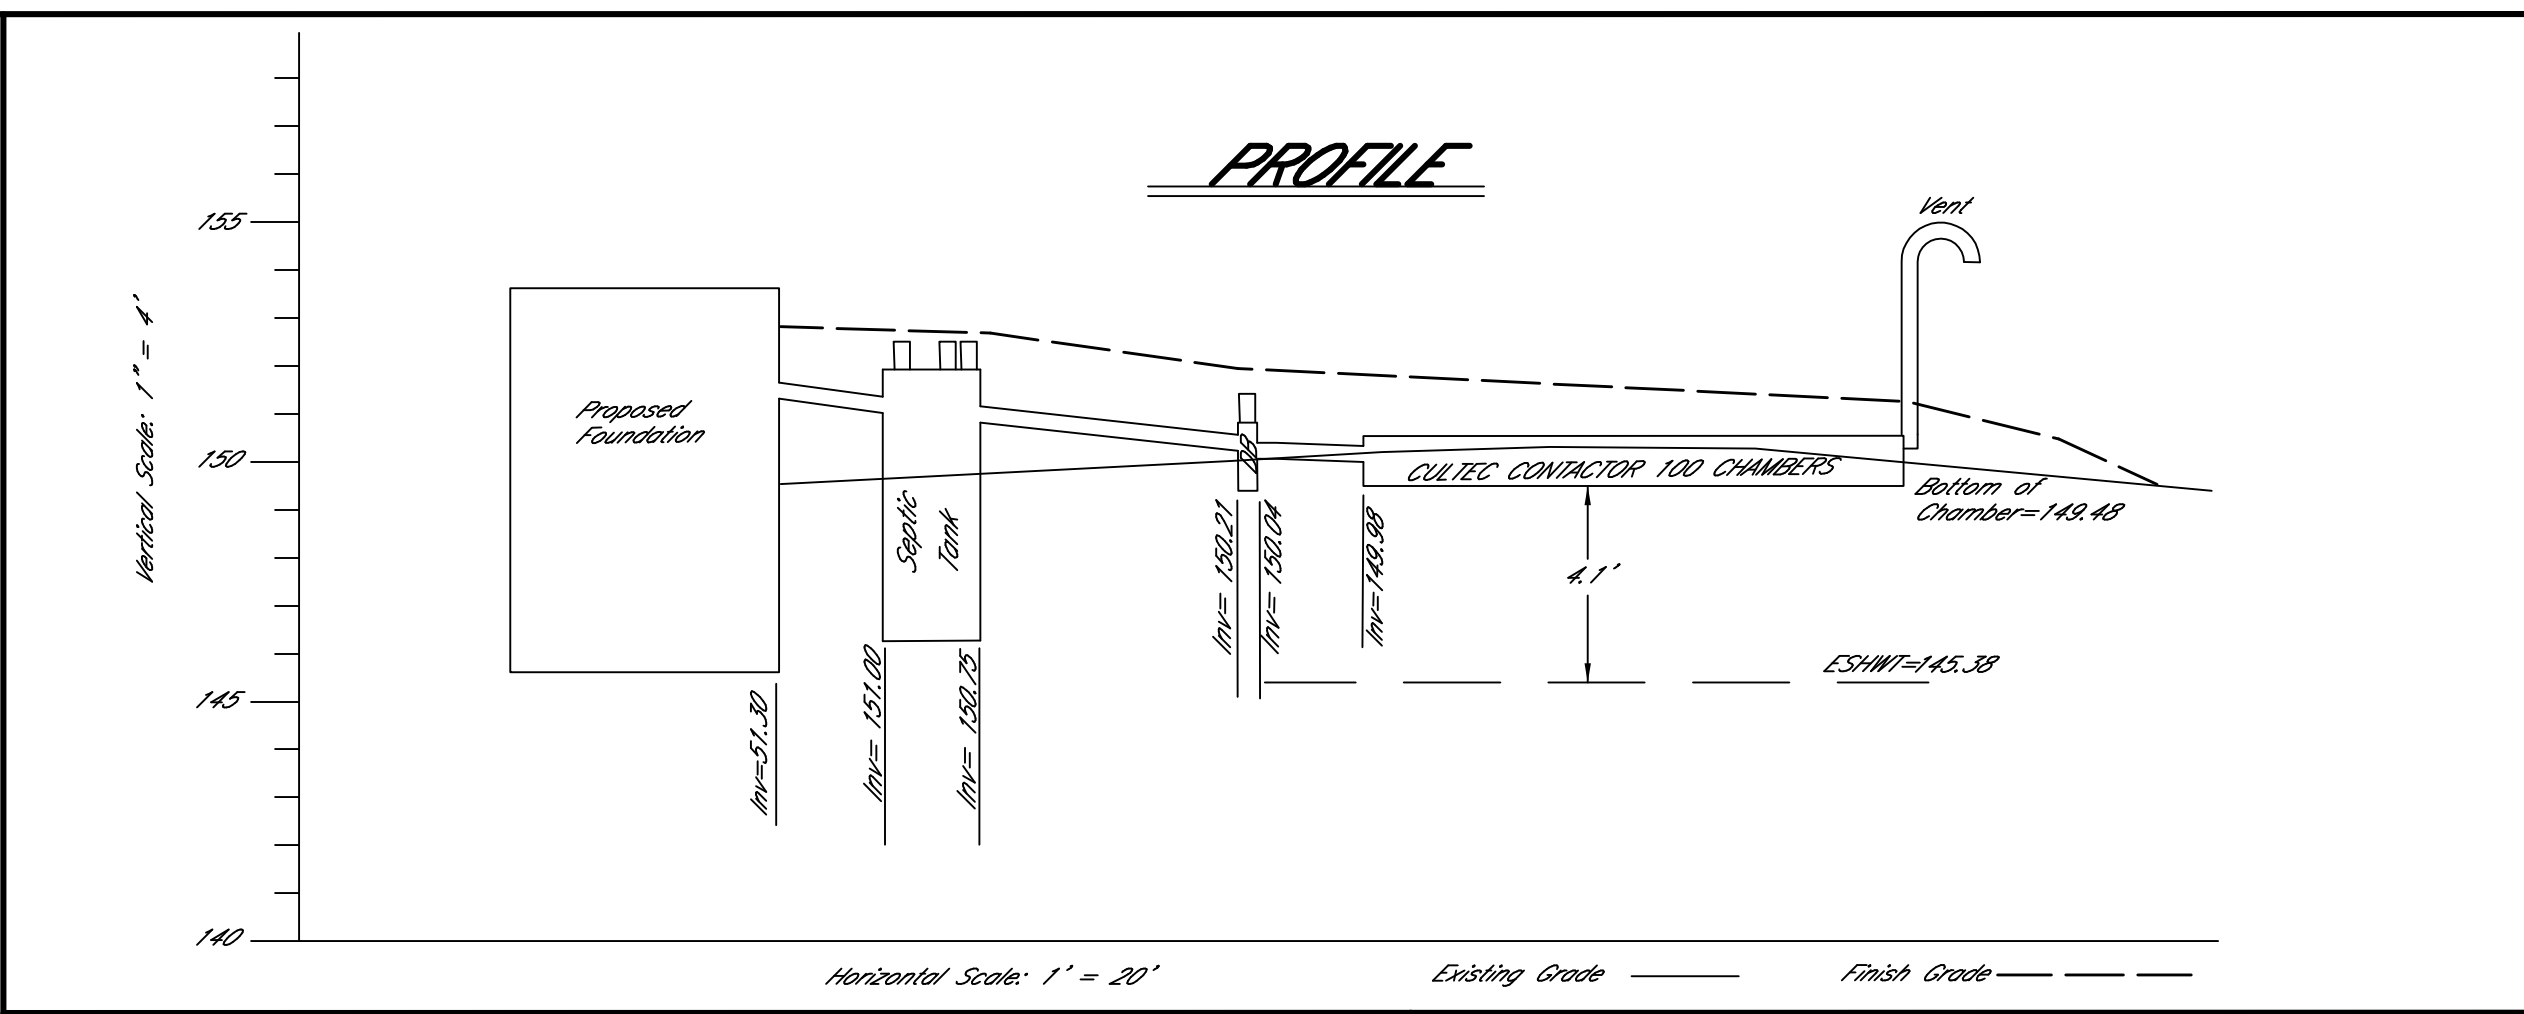 PROFILE
Vent
155
150
145
140
Vertical Scale: 1" = 4'
Proposed
Foundation
Septic
Tank
DB
CULTEC CONTACTOR 100 CHAMBERS
Bottom of
Chamber=149.48
4.1'
ESHWT=145.38
Inv=51.30
Inv= 151.00
Inv= 150.75
Inv= 150.21
Inv= 150.04
Inv=149.98
Horizontal Scale: 1' = 20'
Existing Grade
Finish Grade